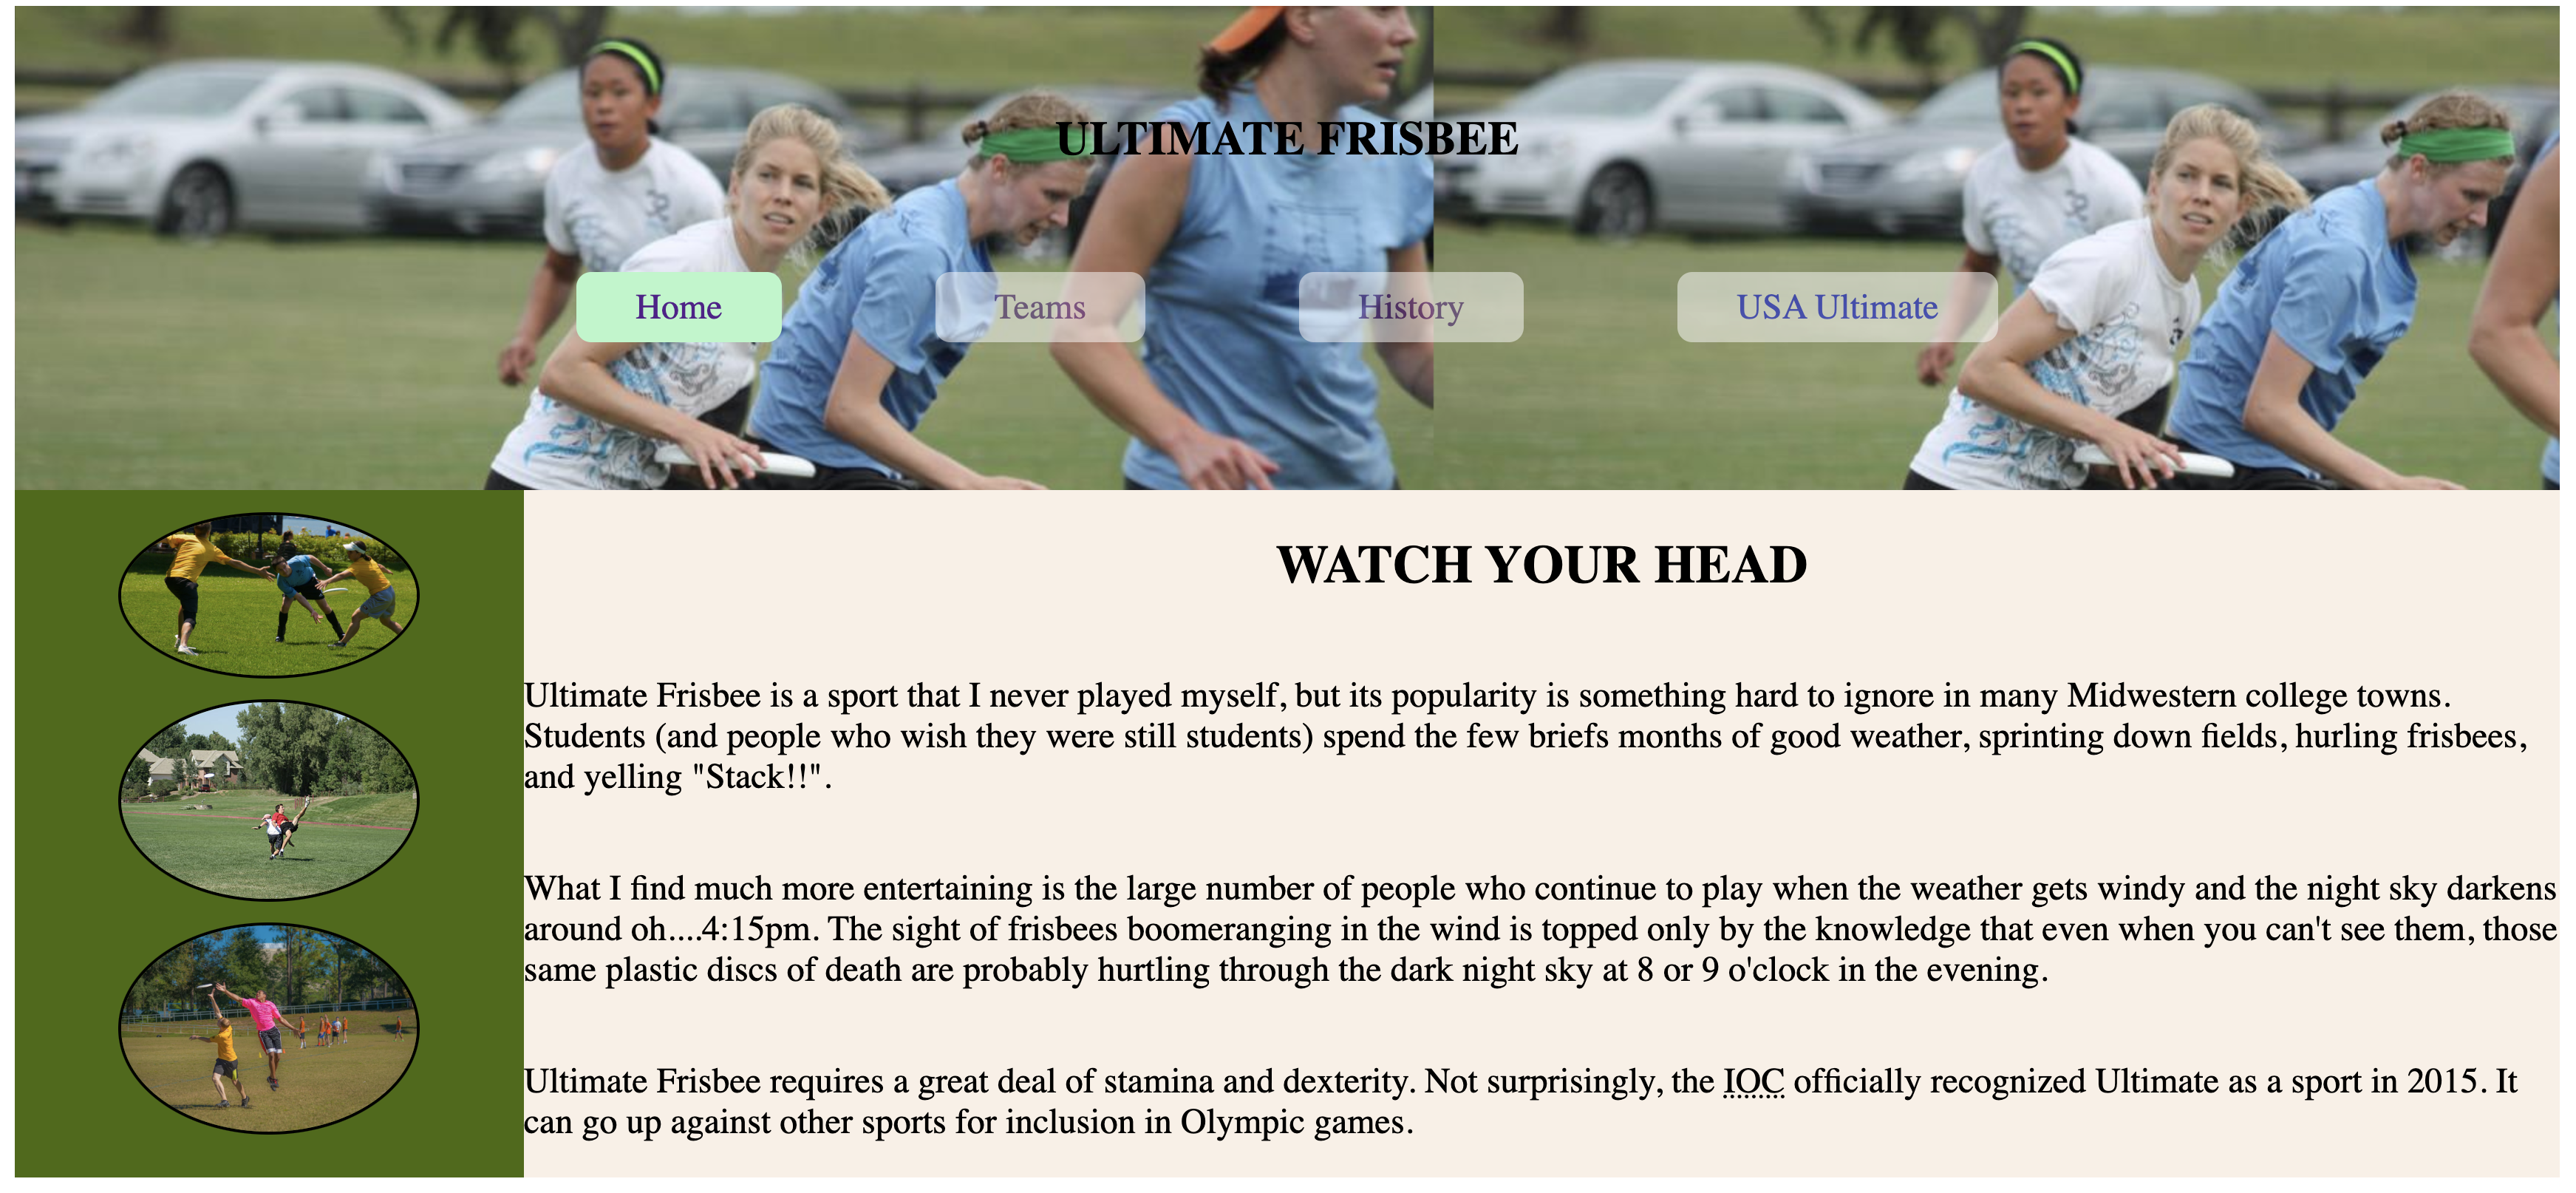 ULTIMATE FRISBEE
Home Teams History USA Ultimate
WATCH YOUR HEAD
Ultimate Frisbee is a sport that I never played myself, but its popularity is something hard to ignore in many Midwestern college towns.
Students (and people who wish they were still students) spend the few briefs months of good weather, sprinting down fields, hurling frisbees,
and yelling "Stack!!".
What I find much more entertaining is the large number of people who continue to play when the weather gets windy and the night sky darkens
around oh....4:15pm. The sight of frisbees boomeranging in the wind is topped only by the knowledge that even when you can't see them, those
same plastic discs of death are probably hurtling through the dark night sky at 8 or 9 o'clock in the evening.
Ultimate Frisbee requires a great deal of stamina and dexterity. Not surprisingly, the IOC officially recognized Ultimate as a sport in 2015. It
can go up against other sports for inclusion in Olympic games.